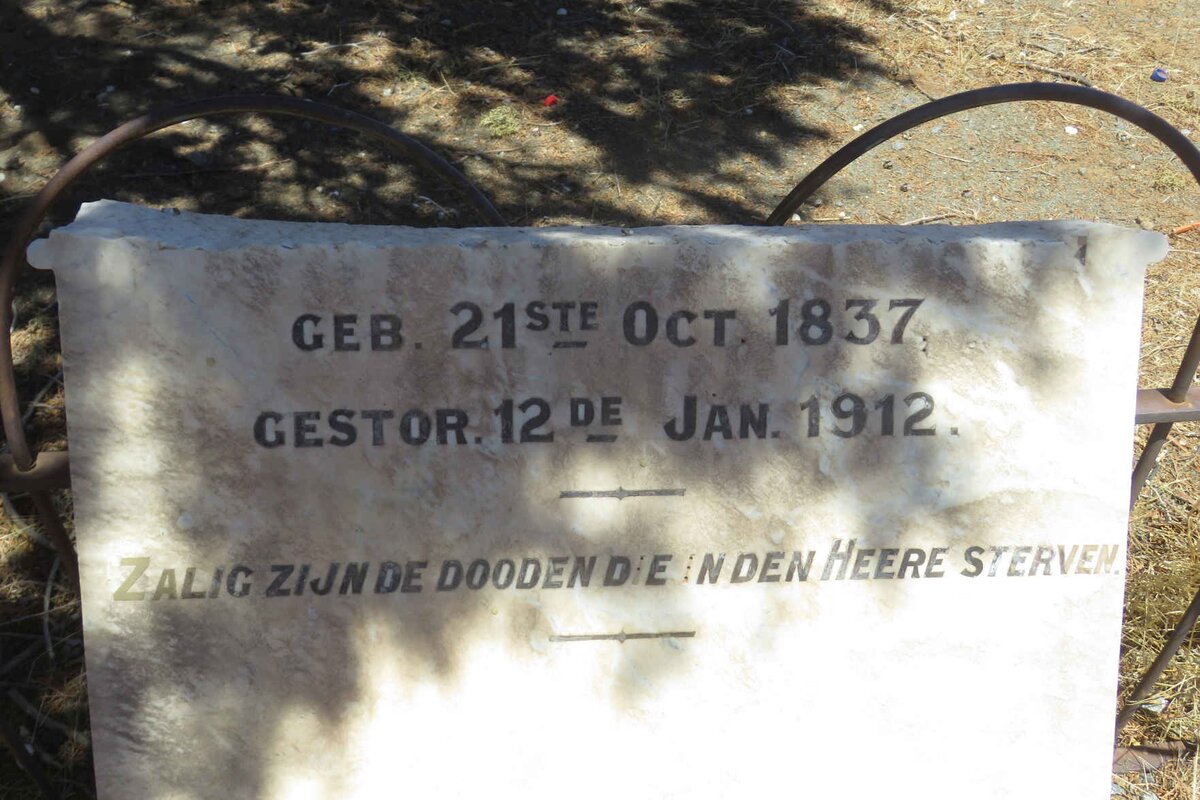 GEB. 21STE OCT. 1837,
GESTOR. 12DE JAN. 1912.
ZALIG ZIJN DE DOODEN DIE IN DEN HEERE STERVEN.